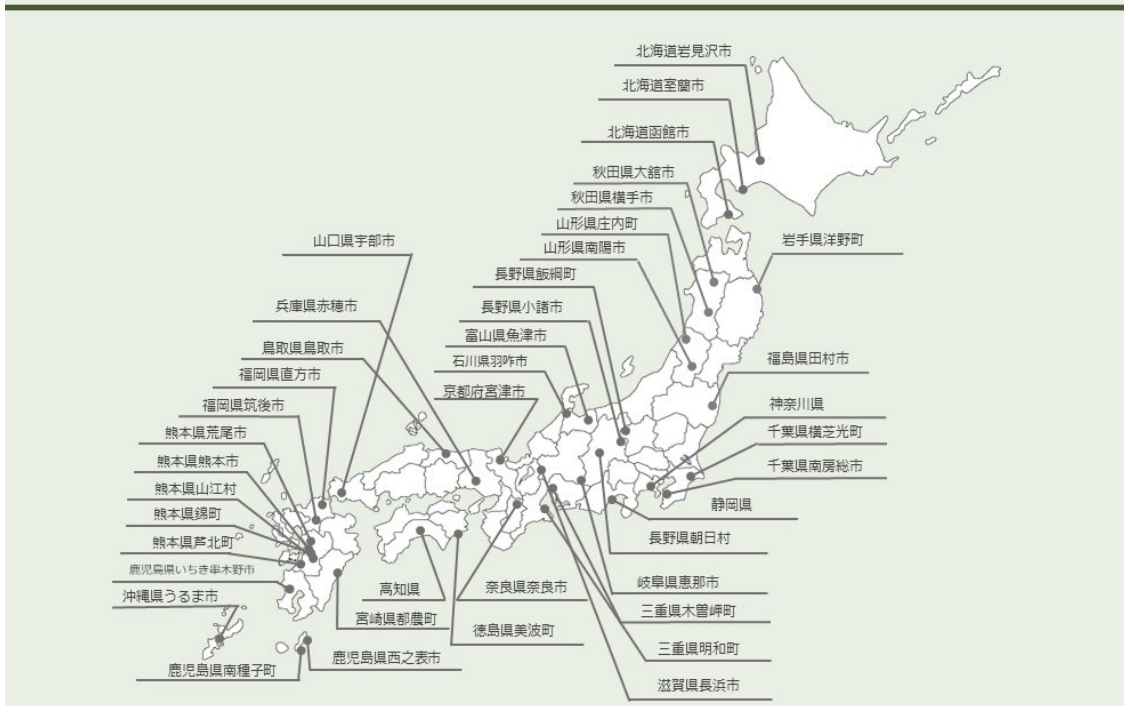 北海道岩見沢市
北海道室蘭市
北海道函館市
秋田県大舘市
秋田県横手市
山形県庄内町
山形県南陽市
長野県飯綱町
長野県小諸市
富山県魚津市
石川県羽咋市
京都府宮津市
山口県宇部市
兵庫県赤穂市
鳥取県鳥取市
福岡県直方市
福岡県筑後市
熊本県荒尾市
熊本県熊本市
熊本県山江村
熊本県錦町
熊本県芦北町
鹿児島県いちき串木野市
沖縄県うるま市
鹿児島県南種子町
鹿児島県西之表市
宮崎県都農町
高知県
徳島県美波町
奈良県奈良市
岩手県洋野町
福島県田村市
神奈川県
千葉県横芝光町
千葉県南房総市
静岡県
長野県朝日村
岐阜県恵那市
三重県木曽岬町
三重県明和町
滋賀県長浜市